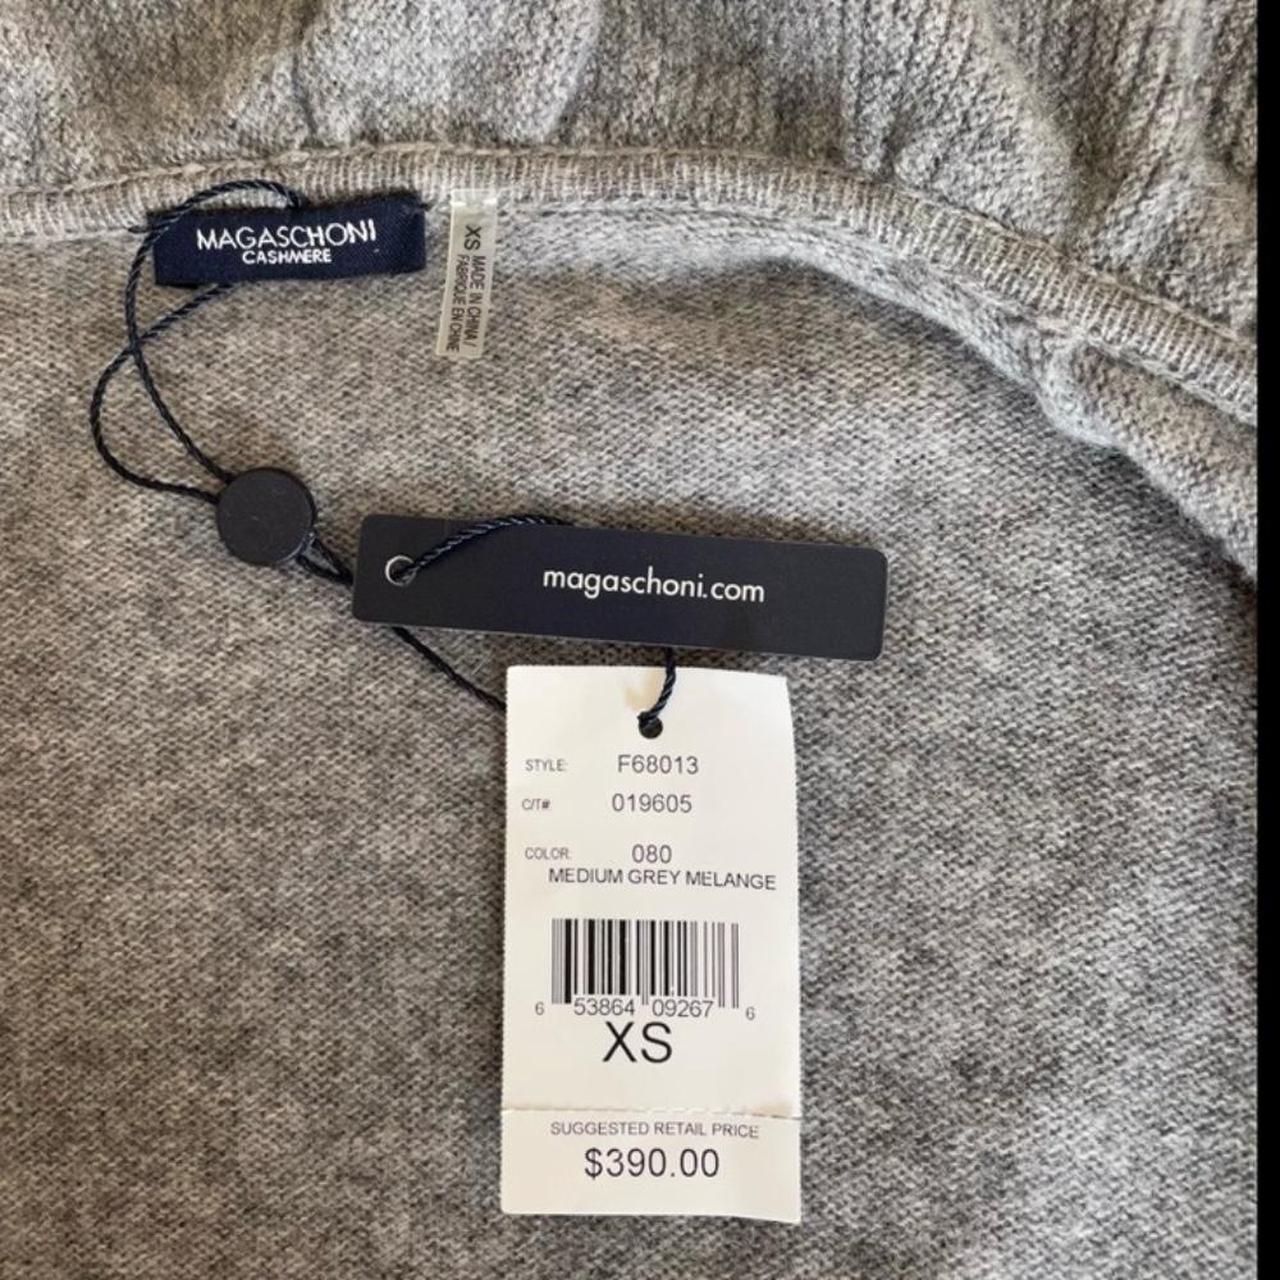 MAGASCHONI
CASHMERE
XS MADE IN CHINA /
FABRIQUE EN CHINE
magaschoni.com
STYLE: F68013
C/T# 019605
COLOR: 080
MEDIUM GREY MELANGE
6 53864 09267 6
XS
SUGGESTED RETAIL PRICE
$390.00